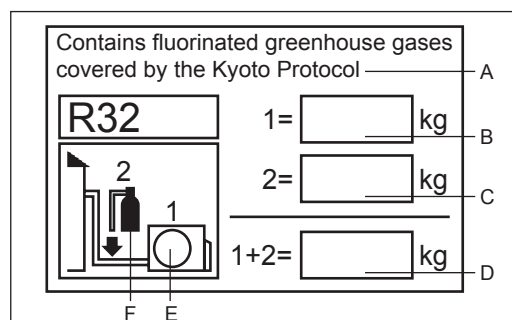 Contains fluorinated greenhouse gases
covered by the Kyoto Protocol
A
R32
1= kg
B
2
2= kg
C
1
1+2= kg
D
F E